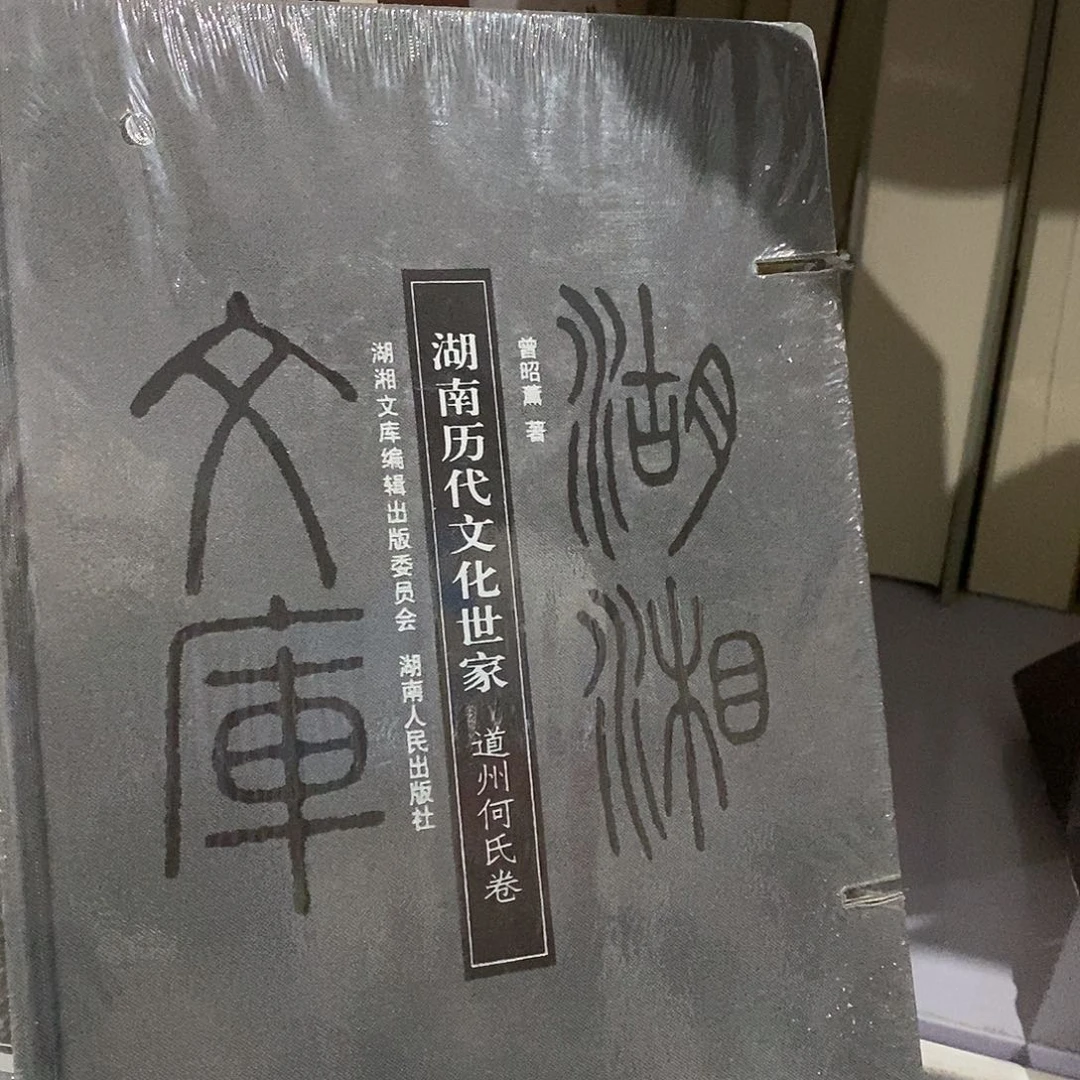 湖湘
文庫
曾昭薰 著
湖南历代文化世家 道州何氏卷
湖湘文库编辑出版委员会 湖南人民出版社